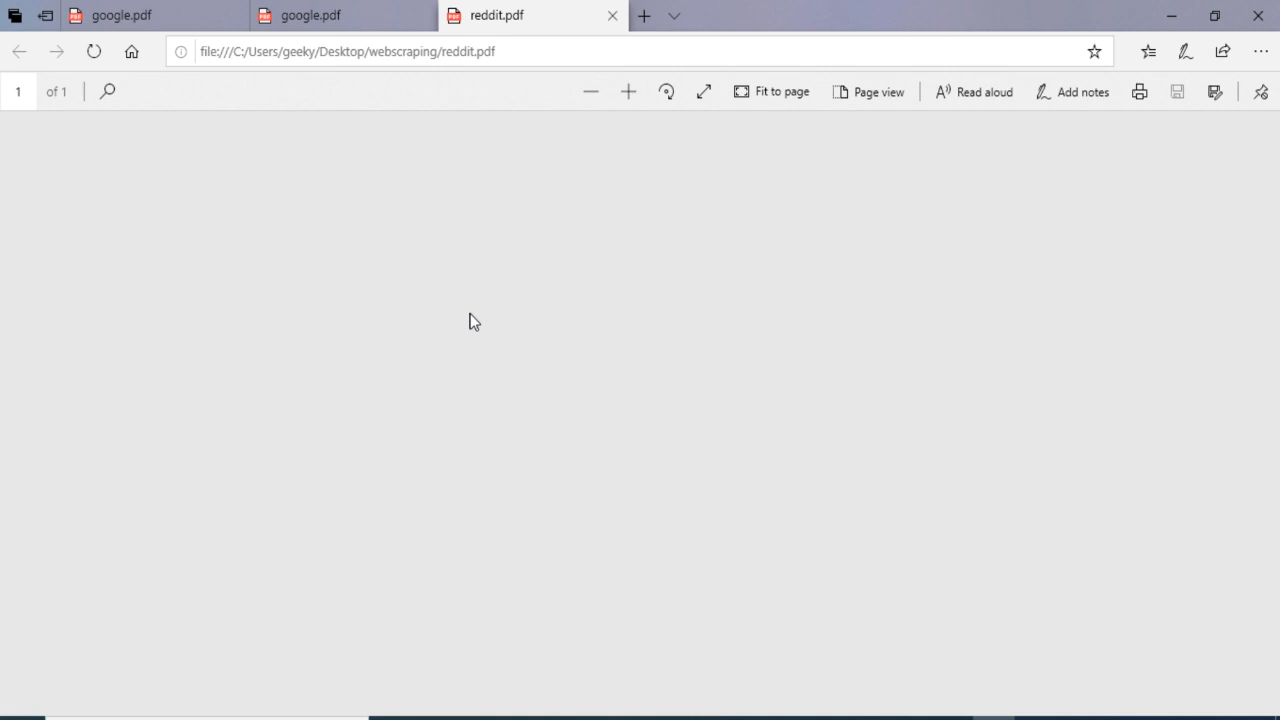 google.pdf
google.pdf
reddit.pdf
file:///C:/Users/geeky/Desktop/webscraping/reddit.pdf
1 of 1 Fit to page Page view Read aloud Add notes